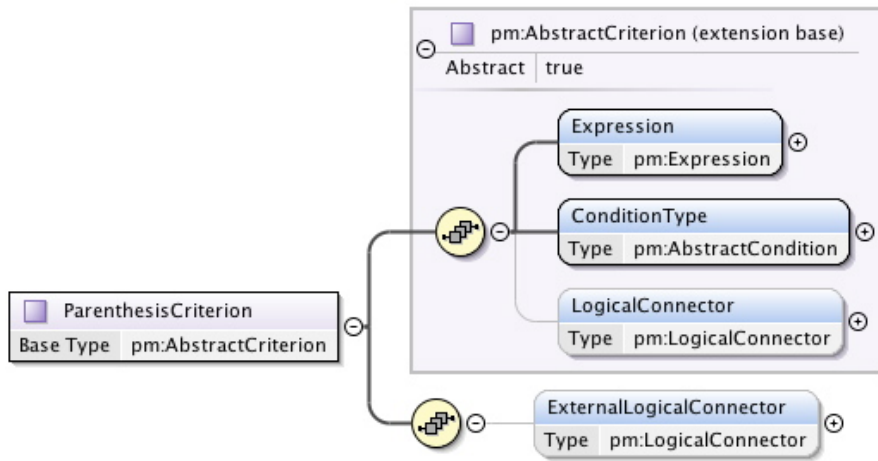 pm:AbstractCriterion (extension base)
Abstract true
Expression
Type pm:Expression
ConditionType
Type pm:AbstractCondition
LogicalConnector
Type pm:LogicalConnector
ParenthesisCriterion
Base Type pm:AbstractCriterion
ExternalLogicalConnector
Type pm:LogicalConnector